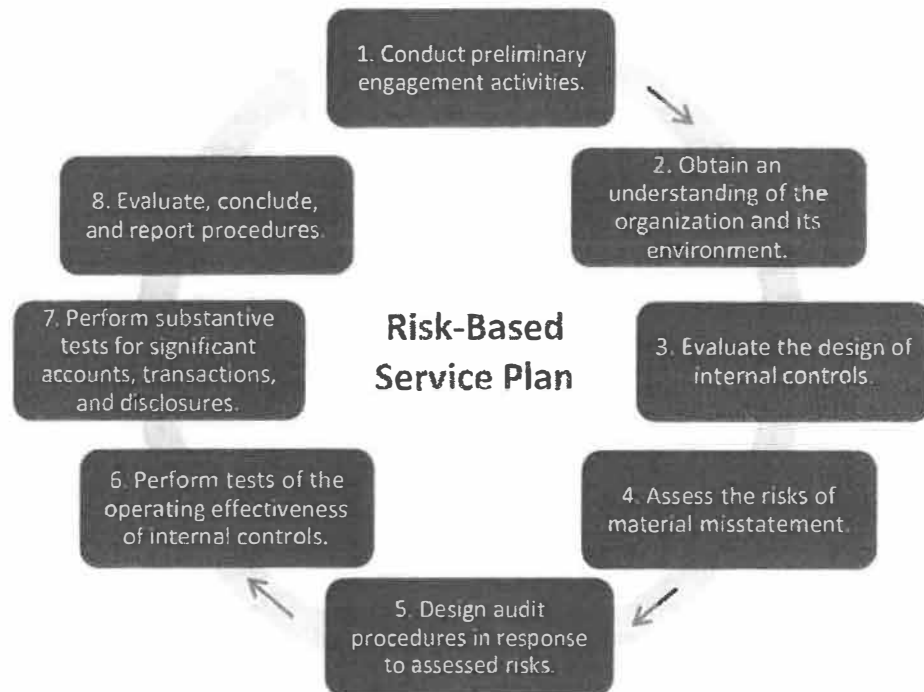 1. Conduct preliminary
engagement activities.
2. Obtain an
understanding of the
organization and its
environment.
3. Evaluate the design of
internal controls.
4. Assess the risks of
material misstatement.
5. Design audit
procedures in response
to assessed risks.
6. Perform tests of the
operating effectiveness
of internal controls.
7. Perform substantive
tests for significant
accounts, transactions,
and disclosures.
8. Evaluate, conclude,
and report procedures.
Risk-Based
Service Plan